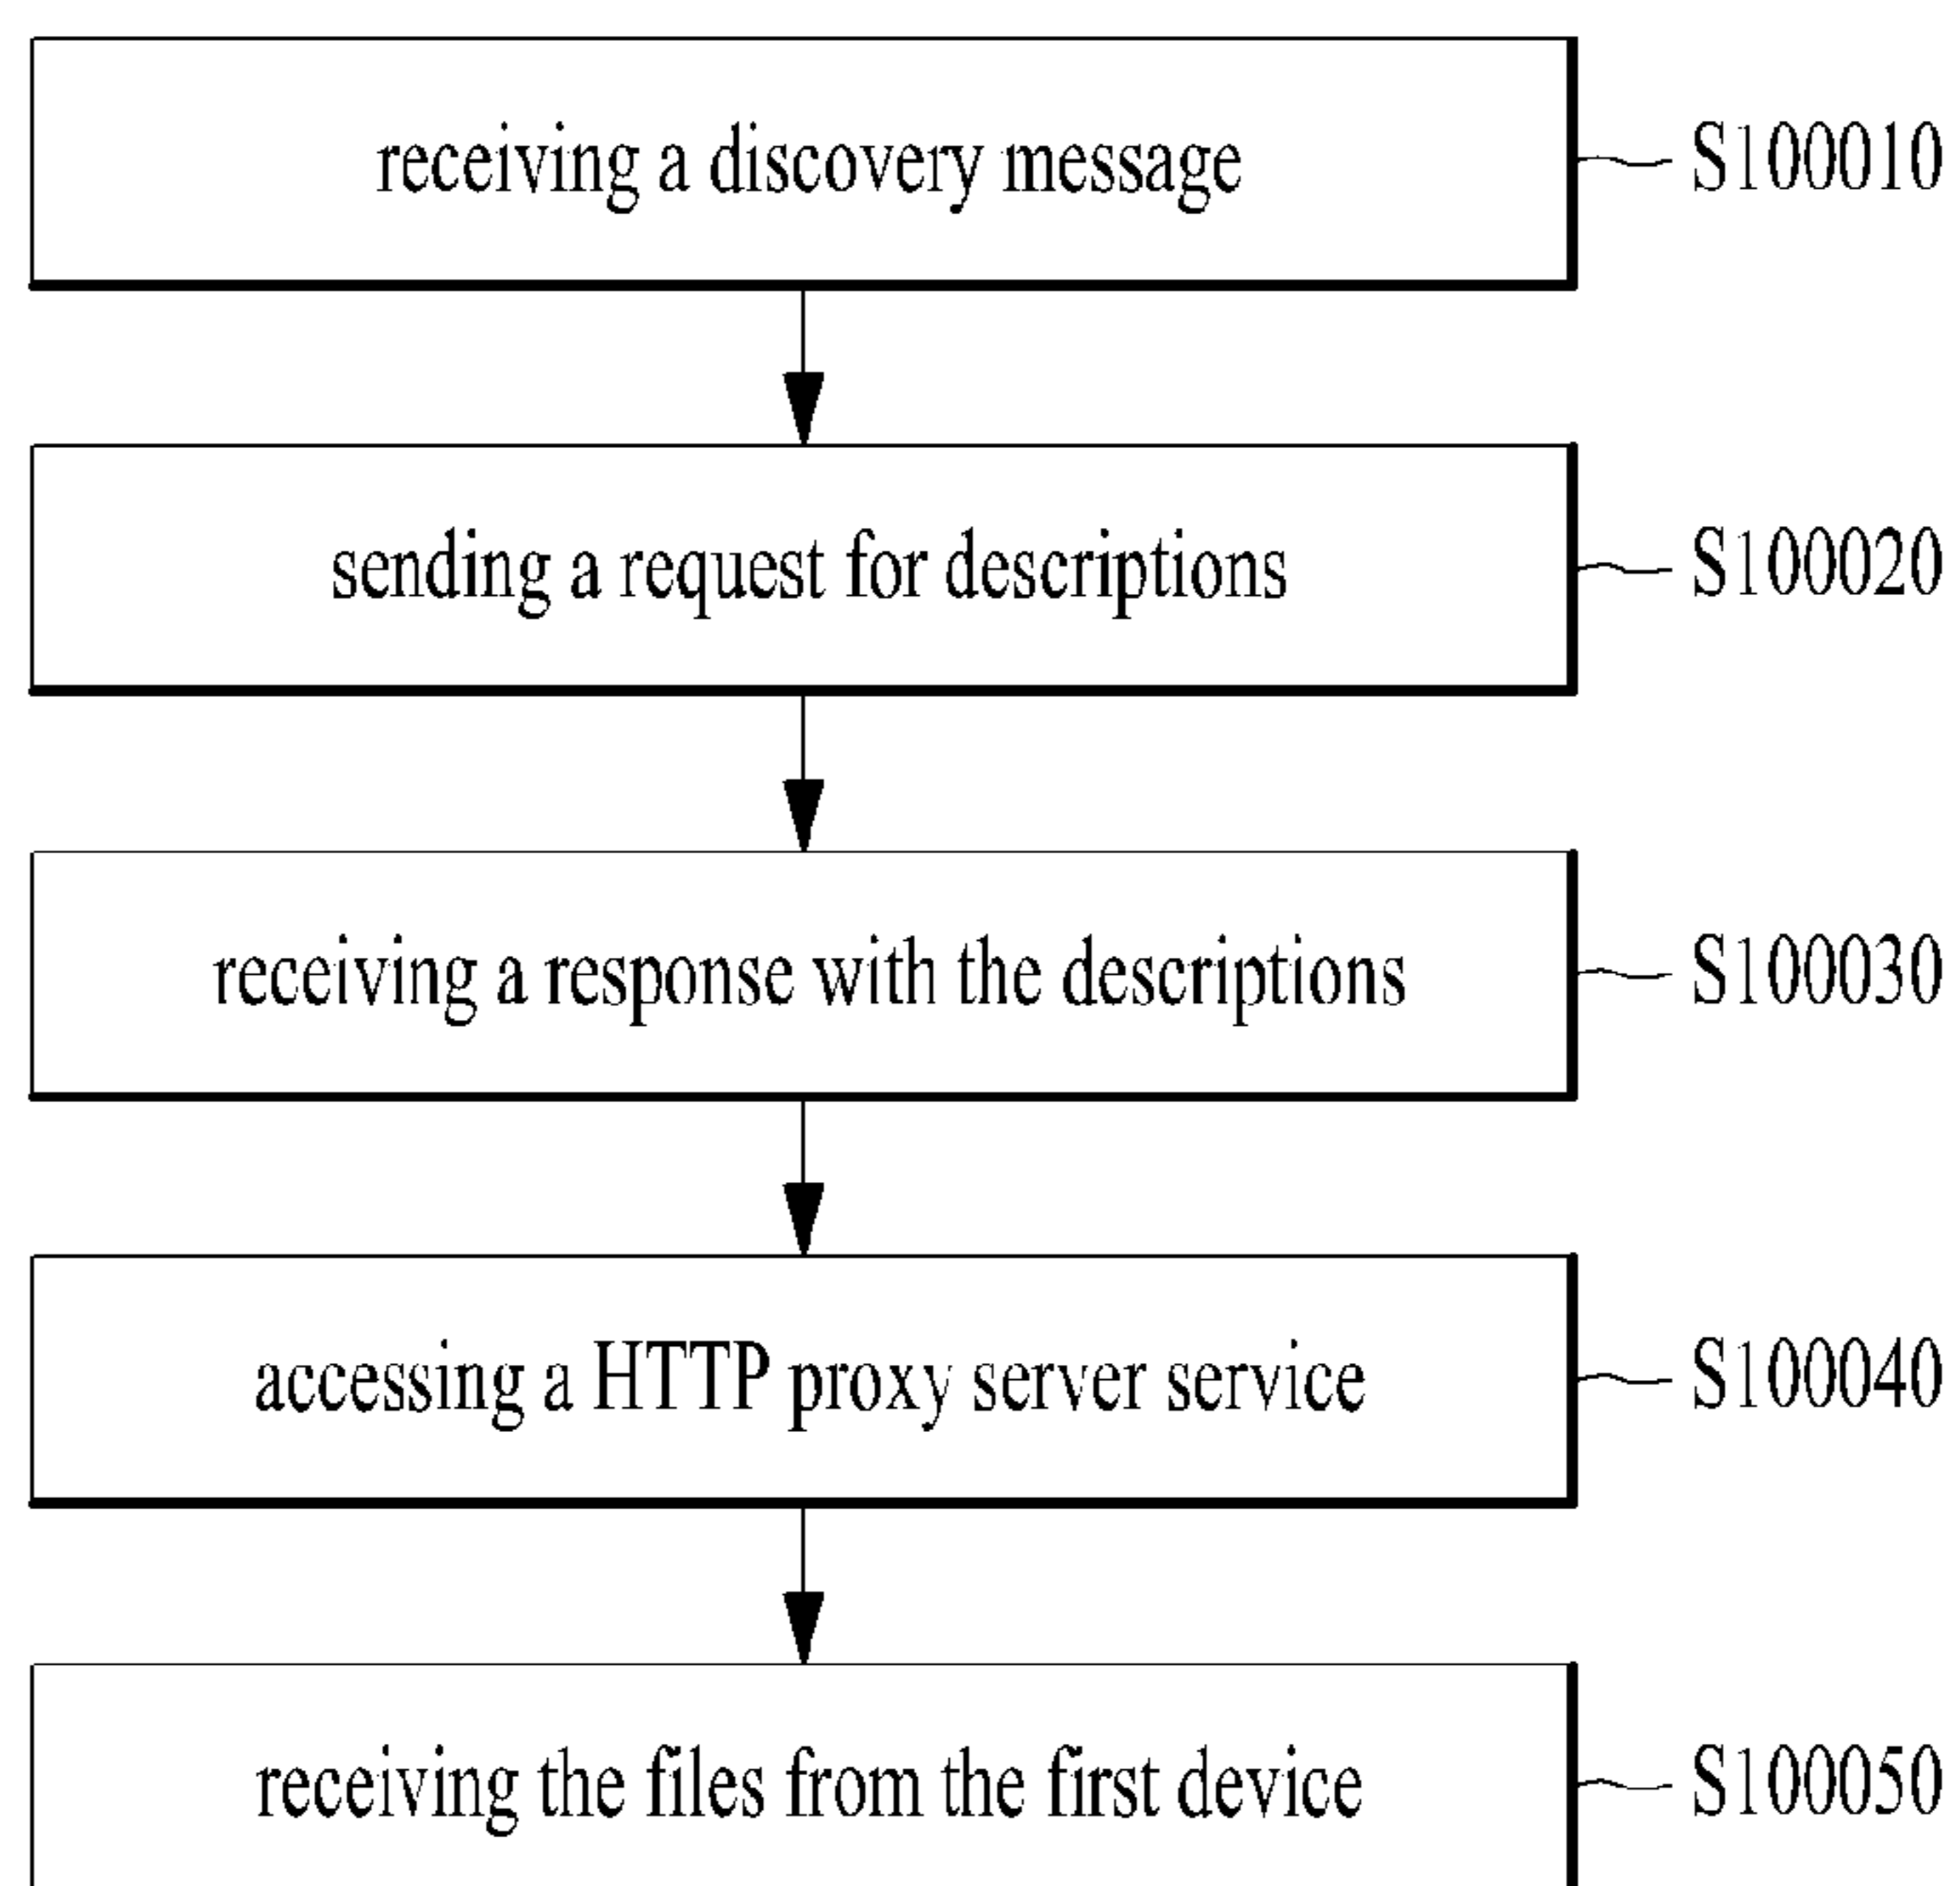 receiving a discovery message S100010
sending a request for descriptions S100020
receiving a response with the descriptions S100030
accessing a HTTP proxy server service S100040
receiving the files from the first device S100050